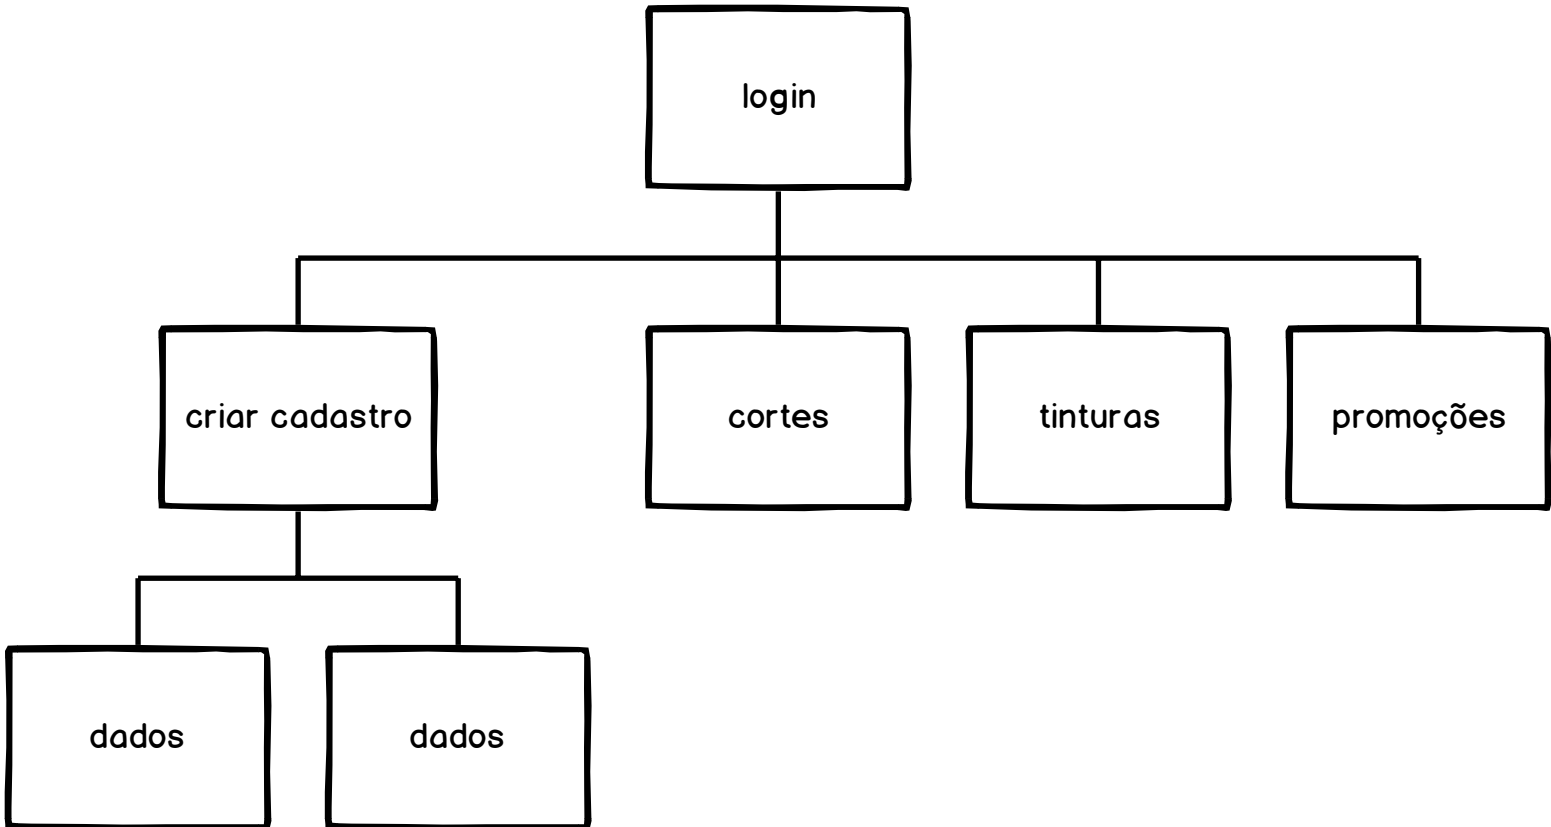 login
criar cadastro
cortes
tinturas
promoções
dados
dados